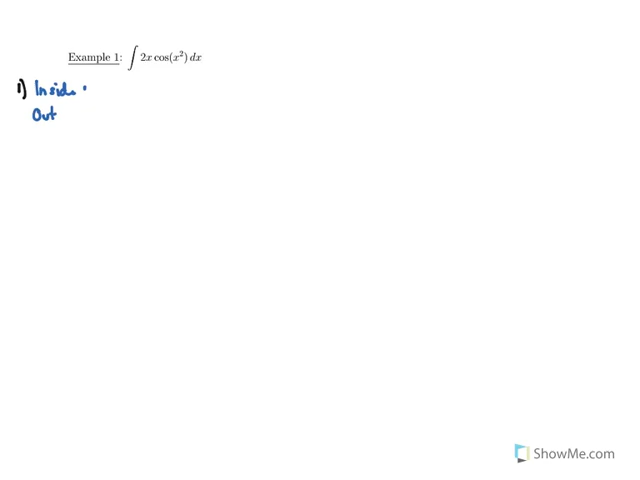 Example 1: ∫ 2x cos(x²) dx
1) Inside
Out
ShowMe.com